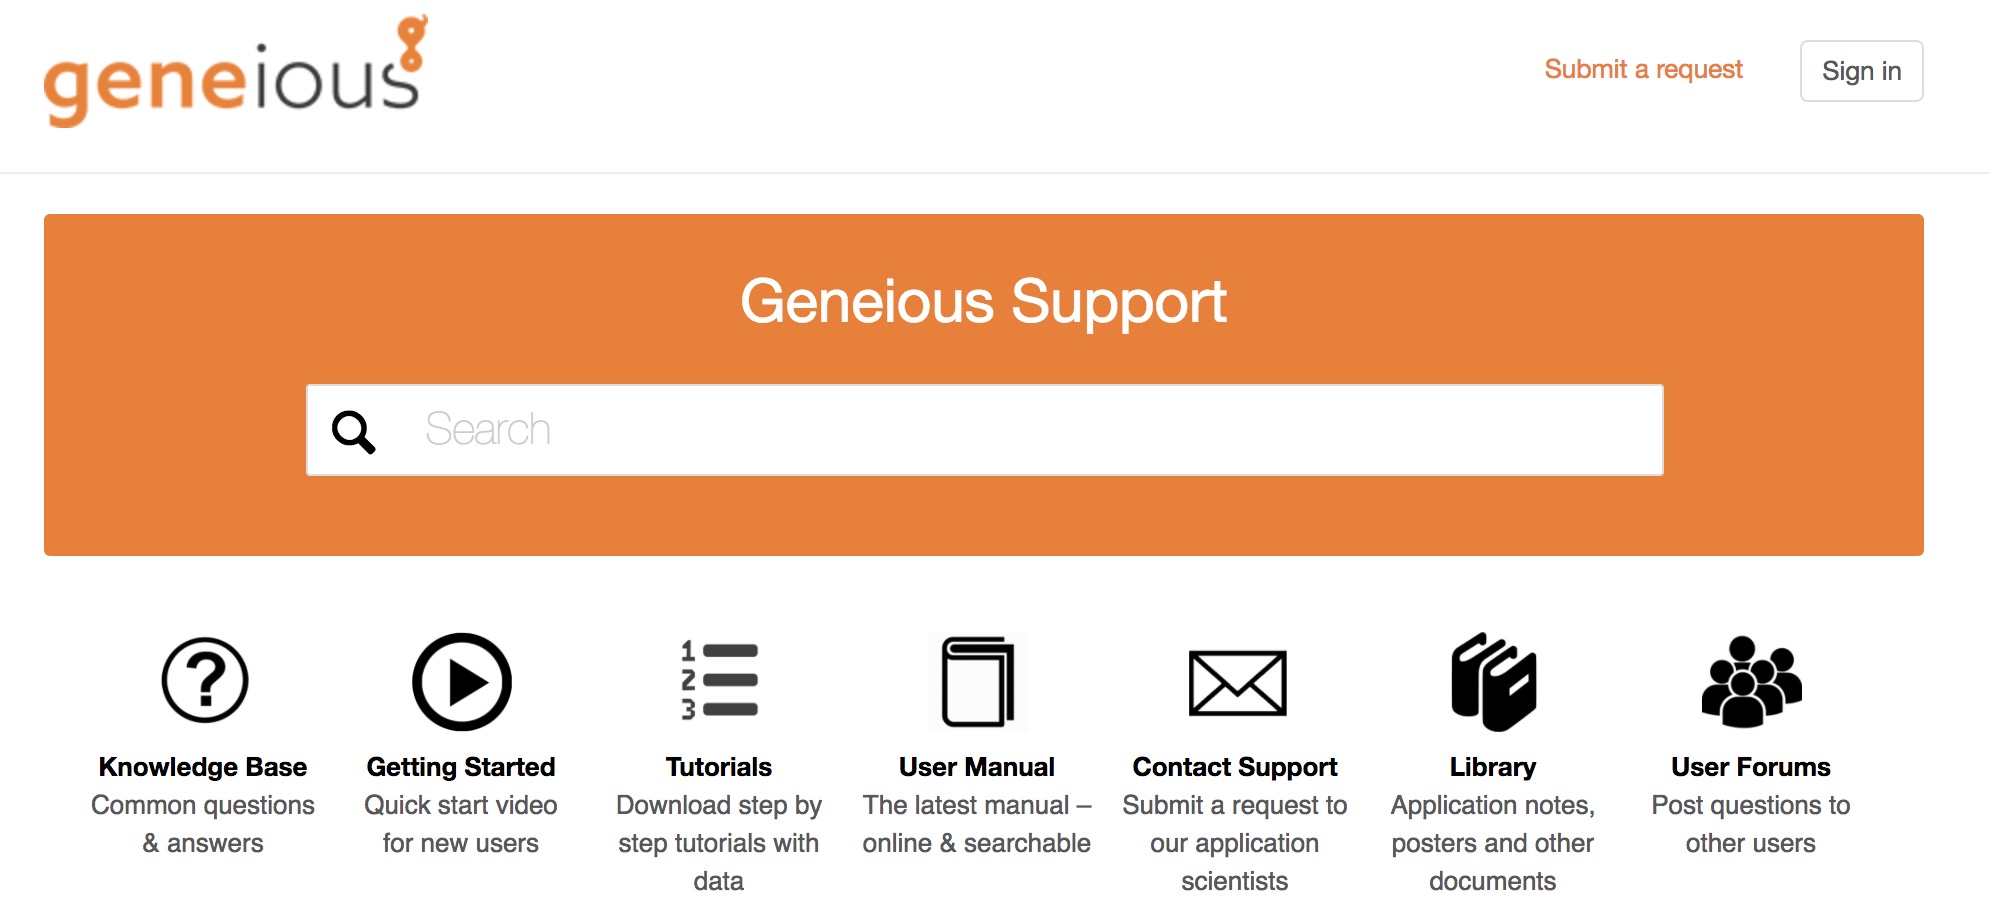 geneious
Submit a request
Sign in
Geneious Support
Search
1
2
3
Knowledge Base
Common questions
& answers
Getting Started
Quick start video
for new users
Tutorials
Download step by
step tutorials with
data
User Manual
The latest manual –
online & searchable
Contact Support
Submit a request to
our application
scientists
Library
Application notes,
posters and other
documents
User Forums
Post questions to
other users